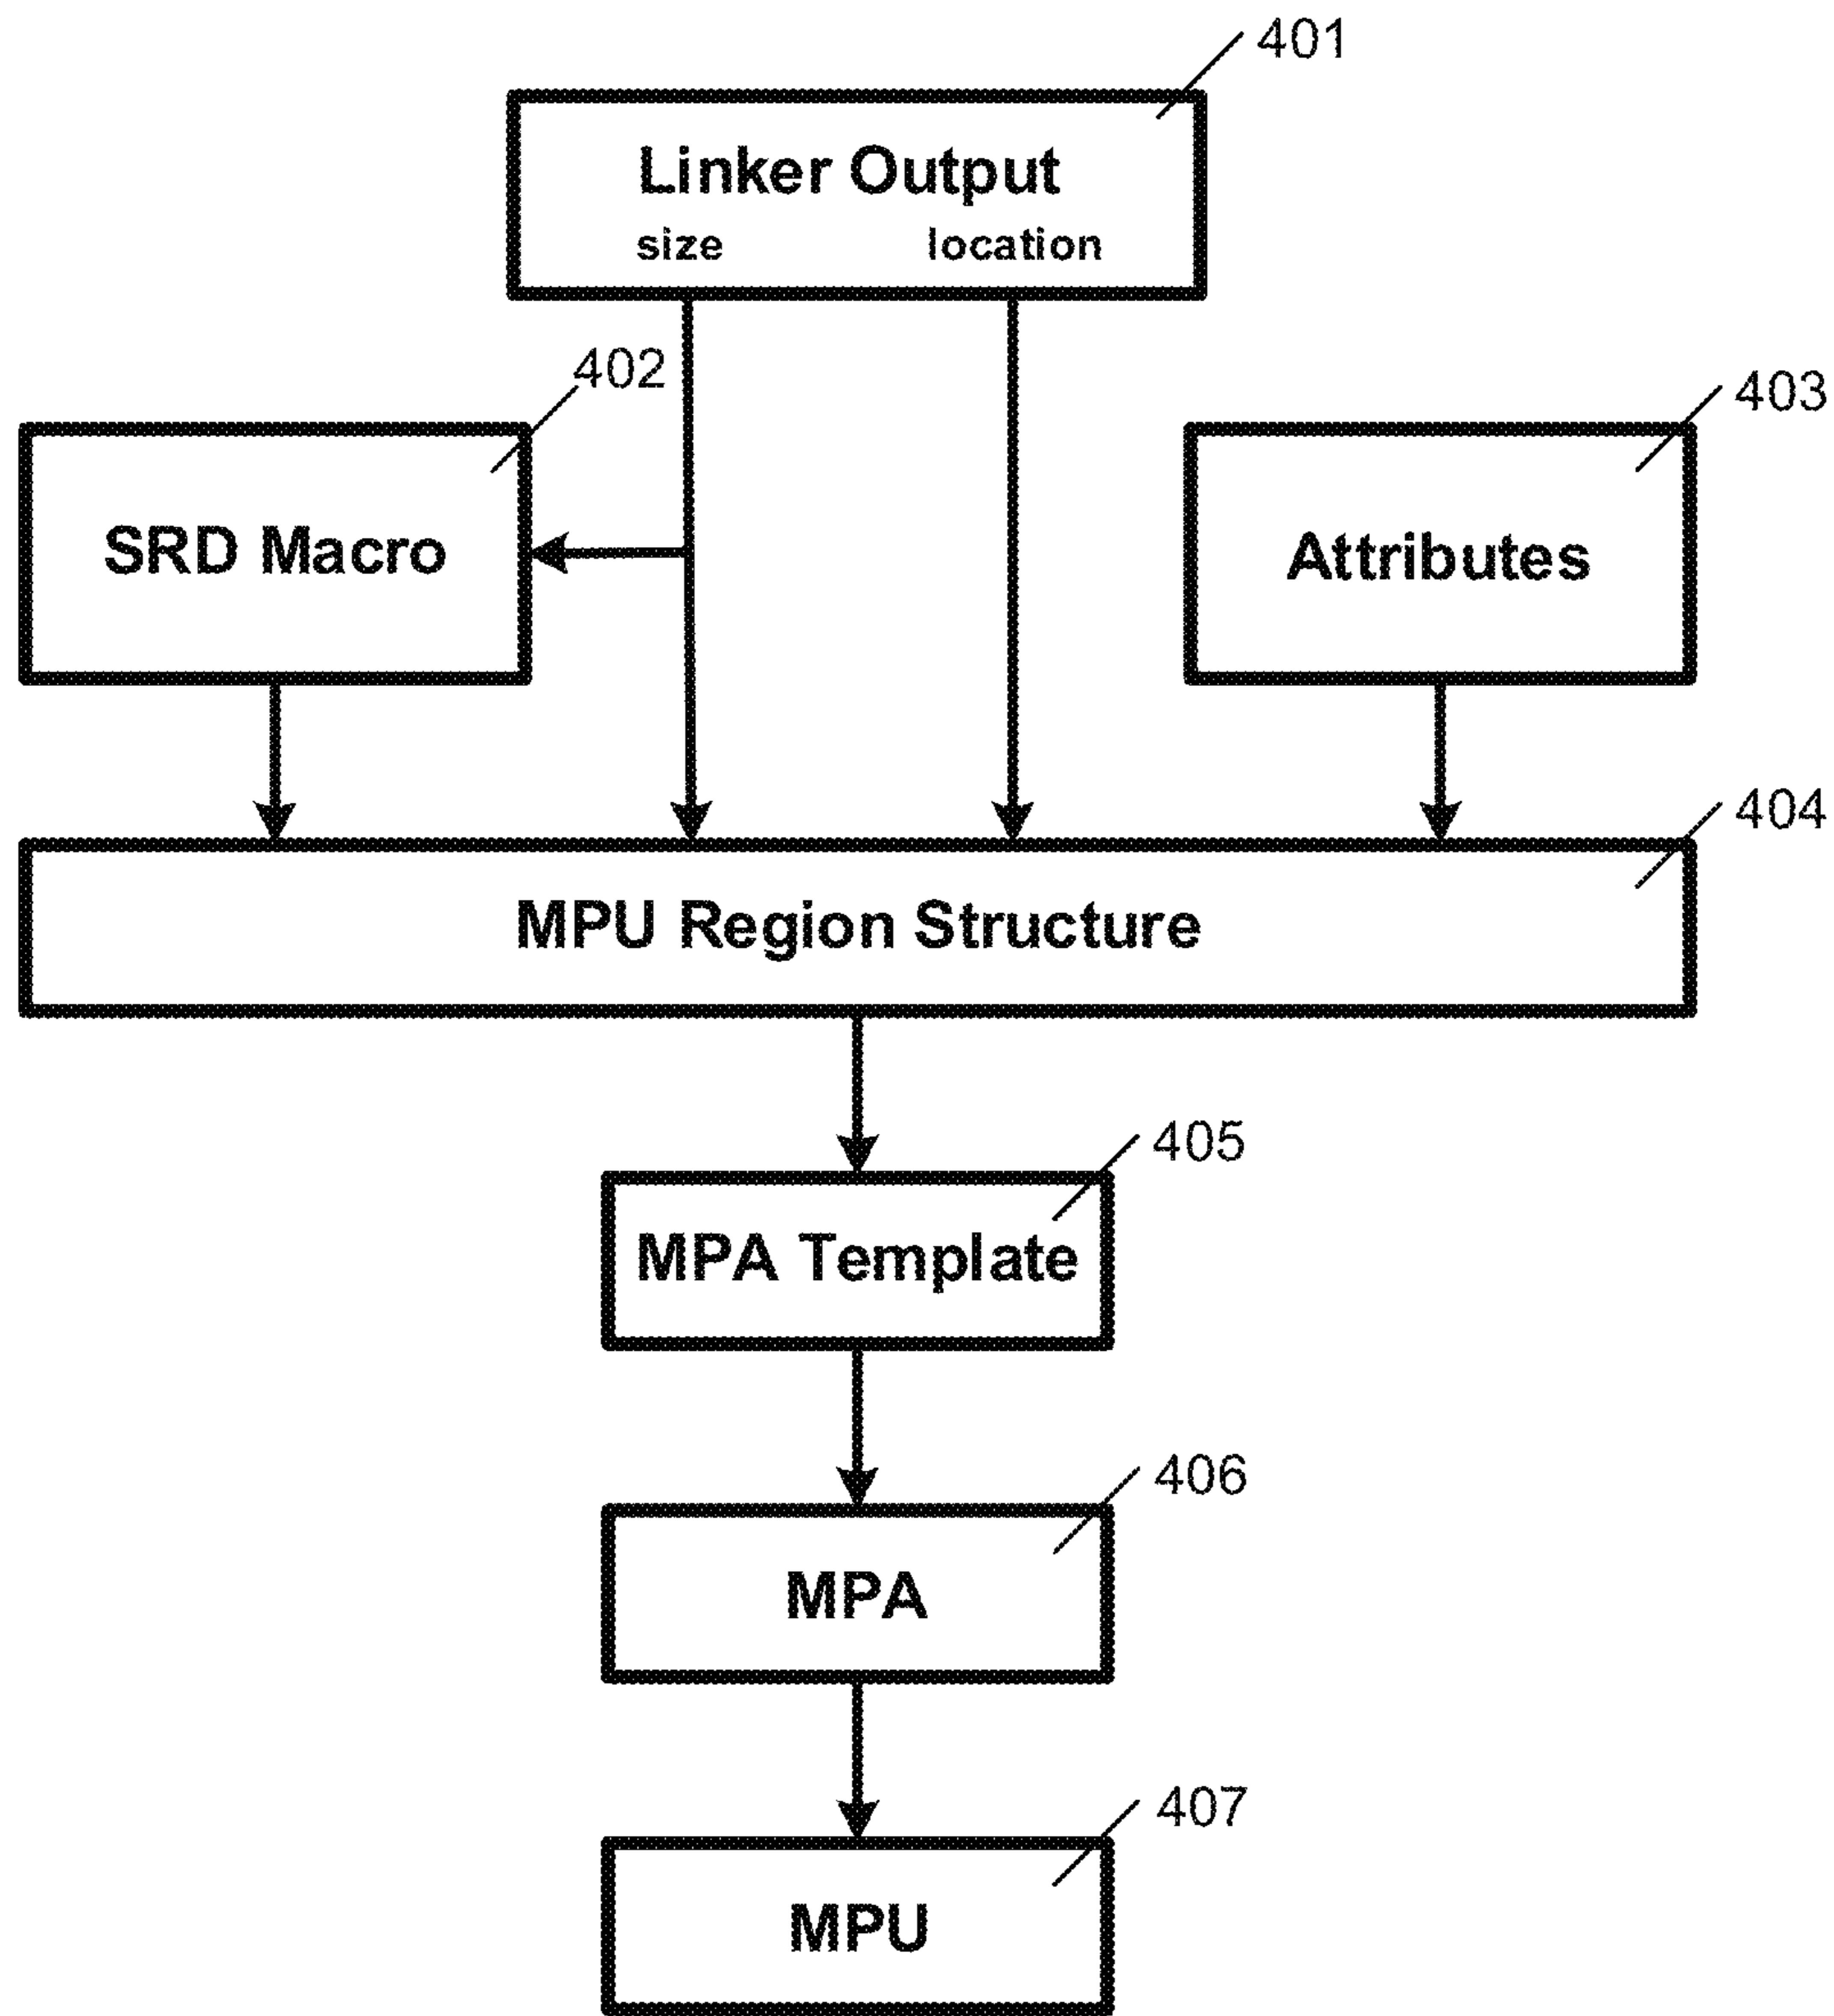 401
Linker Output
size location
402
403
SRD Macro
Attributes
404
MPU Region Structure
405
MPA Template
406
MPA
407
MPU